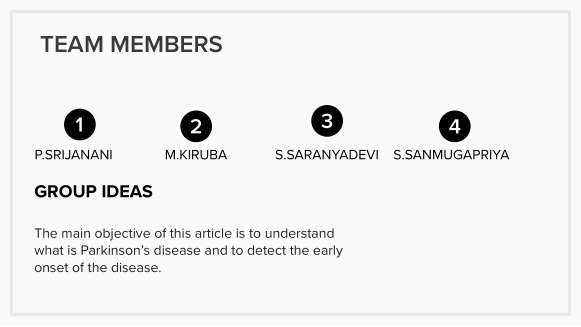 TEAM MEMBERS
1 2 3 4
P.SRIJANANI M.KIRUBA S.SARANYADEVI S.SANMUGAPRIYA
GROUP IDEAS
The main objective of this article is to understand
what is Parkinson's disease and to detect the early
onset of the disease.